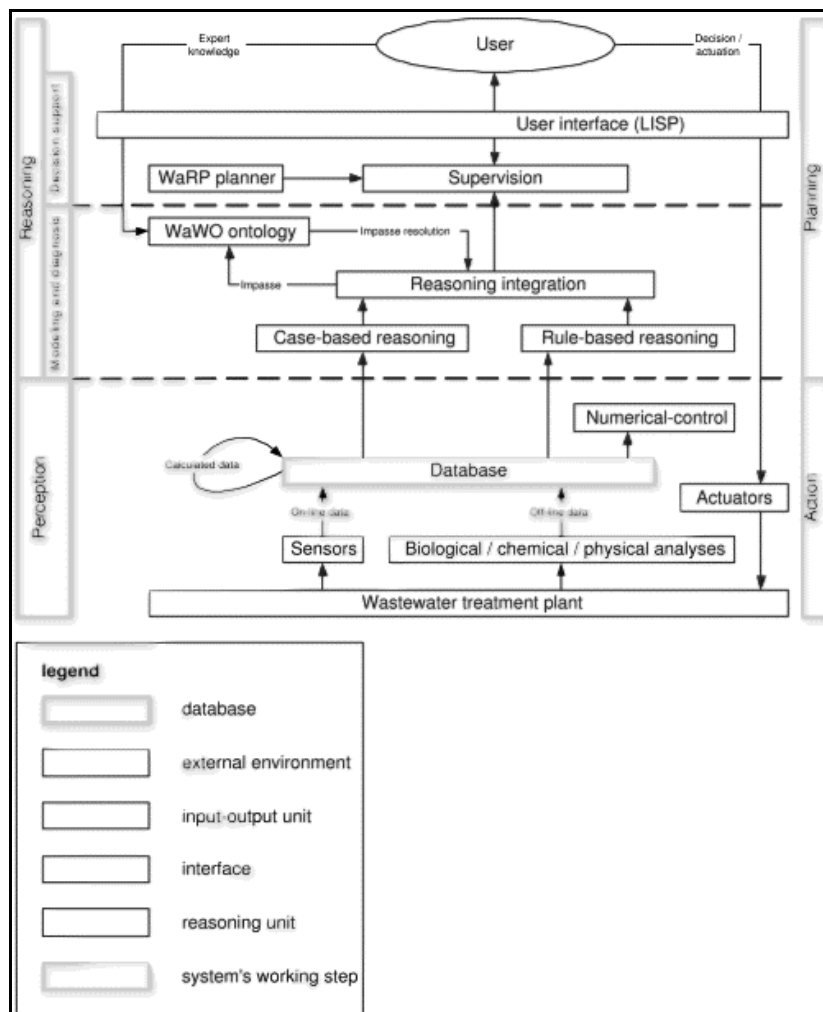 Expert
knowledge
User
Decision /
actuation
User interface (LISP)
WaRP planner
Supervision
WaWO ontology
Impasse resolution
Impasse
Reasoning integration
Case-based reasoning
Rule-based reasoning
Numerical-control
Calculated data
Database
Actuators
On-line data
Off-line data
Sensors
Biological / chemical / physical analyses
Wastewater treatment plant
Reasoning
Decision support
Modeling and diagnosis
Perception
Planning
Action
legend
database
external environment
input-output unit
interface
reasoning unit
system's working step